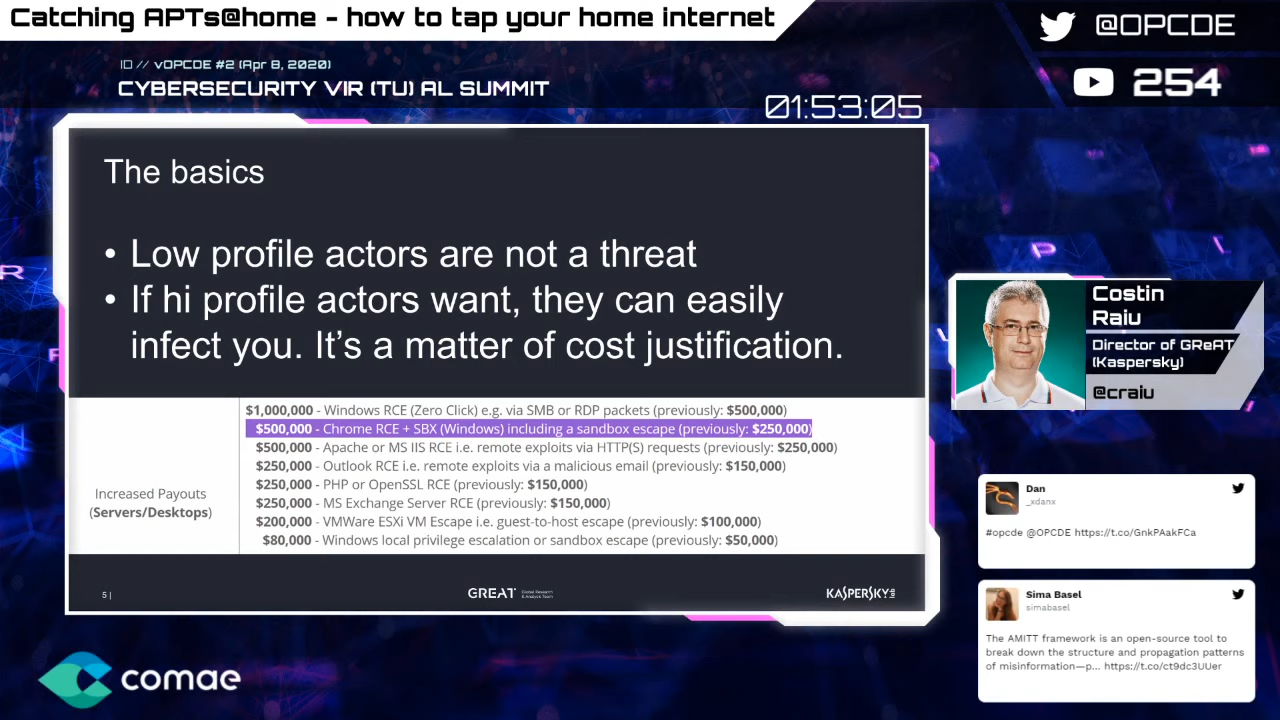 Catching APTs@home - how to tap your home internet
@OPCDE
ID // vOPCDE #2 (Apr 8, 2020)
CYBERSECURITY VIR (TU) AL SUMMIT
254
01:53:05
The basics
• Low profile actors are not a threat
• If hi profile actors want, they can easily
infect you. It's a matter of cost justification.
Increased Payouts
(Servers/Desktops)
$1,000,000 - Windows RCE (Zero Click) e.g. via SMB or RDP packets (previously: $500,000)
$500,000 - Chrome RCE + SBX (Windows) including a sandbox escape (previously: $250,000)
$500,000 - Apache or MS IIS RCE i.e. remote exploits via HTTP(S) requests (previously: $250,000)
$250,000 - Outlook RCE i.e. remote exploits via a malicious email (previously: $150,000)
$250,000 - PHP or OpenSSL RCE (previously: $150,000)
$250,000 - MS Exchange Server RCE (previously: $150,000)
$200,000 - VMWare ESXi VM Escape i.e. guest-to-host escape (previously: $100,000)
$80,000 - Windows local privilege escalation or sandbox escape (previously: $50,000)
5 |
GREAT
Global Research
& Analysis Team
KASPERSKY
Costin
Raiu
Director of GReAT
(Kaspersky)
@craiu
Dan
_xdanx
#opcde @OPCDE https://t.co/GnkPAakFCa
Sima Basel
simabasel
The AMITT framework is an open-source tool to
break down the structure and propagation patterns
of misinformation—p... https://t.co/ct9dc3UUer
comae